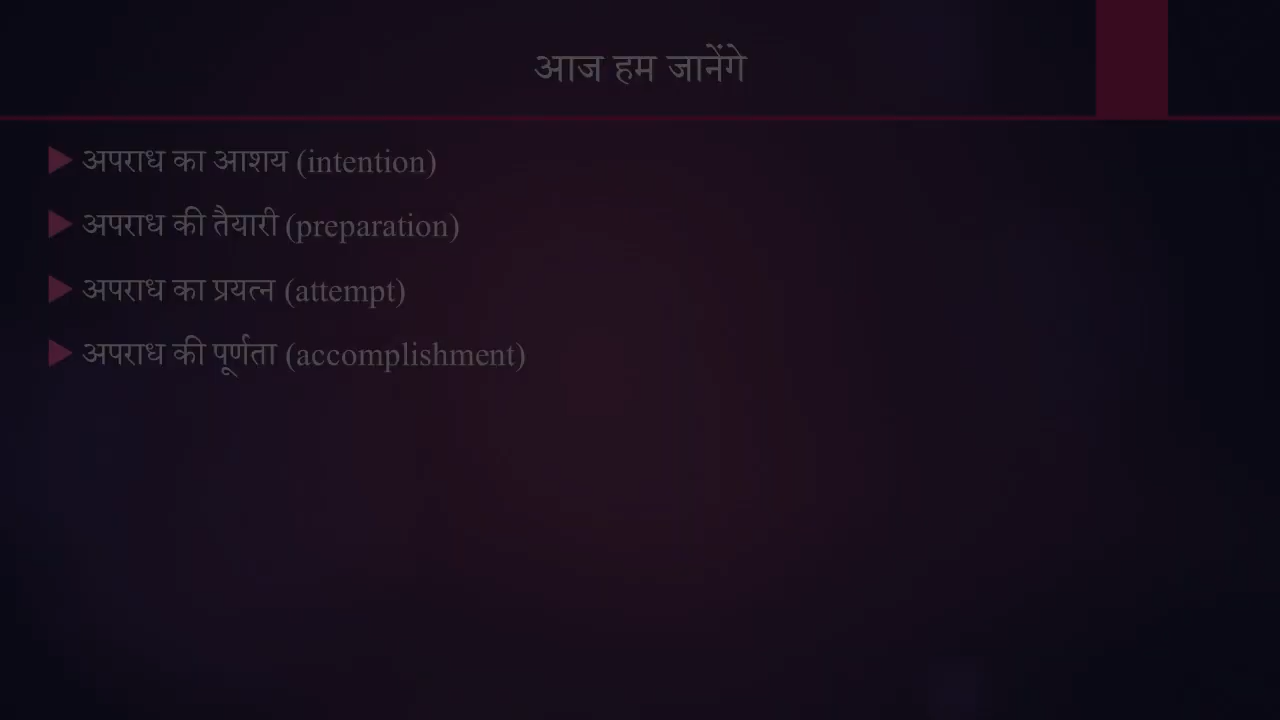 आज हम जानेंगे
अपराध का आशय (intention)
अपराध की तैयारी (preparation)
अपराध का प्रयत्न (attempt)
अपराध की पूर्णता (accomplishment)